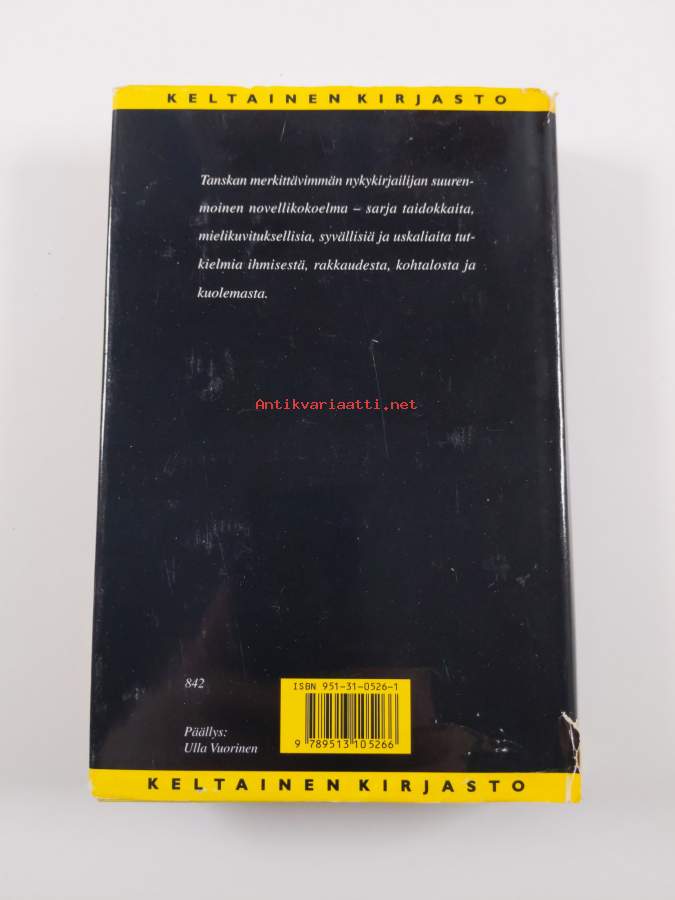 KELTAINEN KIRJASTO
Tanskan merkittävimmän nykykirjailijan suuren-
moinen novellikokoelma – sarja taidokkaita,
mielikuvituksellisia, syvällisiä ja uskaliaita tut-
kielmia ihmisestä, rakkaudesta, kohtalosta ja
kuolemasta.
Antikvariaatti.net
842
ISBN 951-31-0526-1
Päällys:
Ulla Vuorinen
9 789513 105266
KELTAINEN KIRJASTO